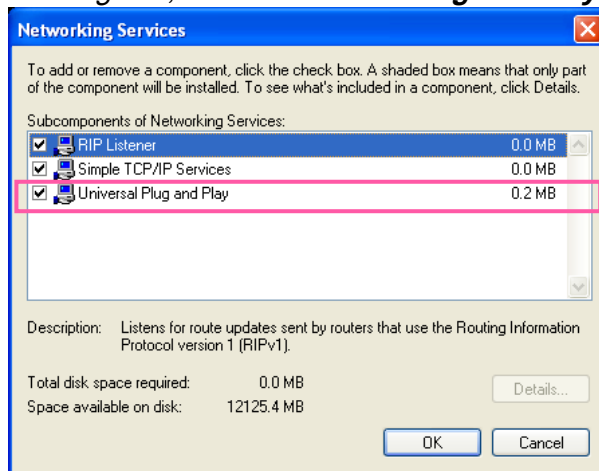 Networking Services
To add or remove a component, click the check box. A shaded box means that only part
of the component will be installed. To see what's included in a component, click Details.
Subcomponents of Networking Services:
RIP Listener 0.0 MB
Simple TCP/IP Services 0.0 MB
Universal Plug and Play 0.2 MB
Description: Listens for route updates sent by routers that use the Routing Information
Protocol version 1 (RIPv1).
Total disk space required: 0.0 MB
Details...
Space available on disk: 12125.4 MB
OK Cancel